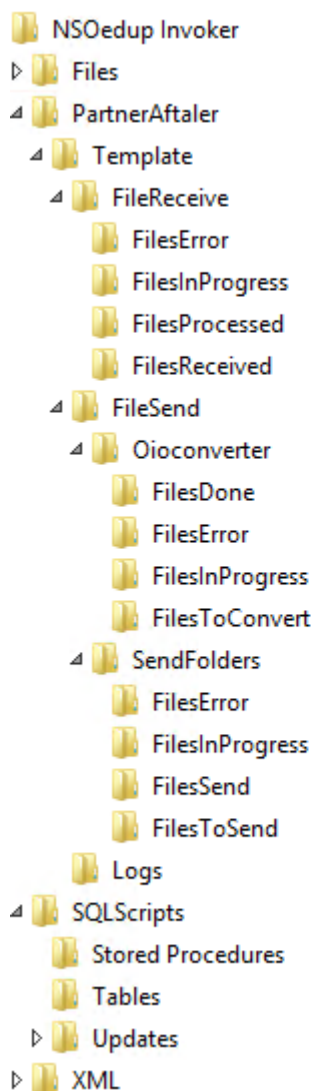 NSOedup Invoker
Files
PartnerAftaler
Template
FileReceive
FilesError
FilesInProgress
FilesProcessed
FilesReceived
FileSend
Oioconverter
FilesDone
FilesError
FilesInProgress
FilesToConvert
SendFolders
FilesError
FilesInProgress
FilesSend
FilesToSend
Logs
SQLScripts
Stored Procedures
Tables
Updates
XML